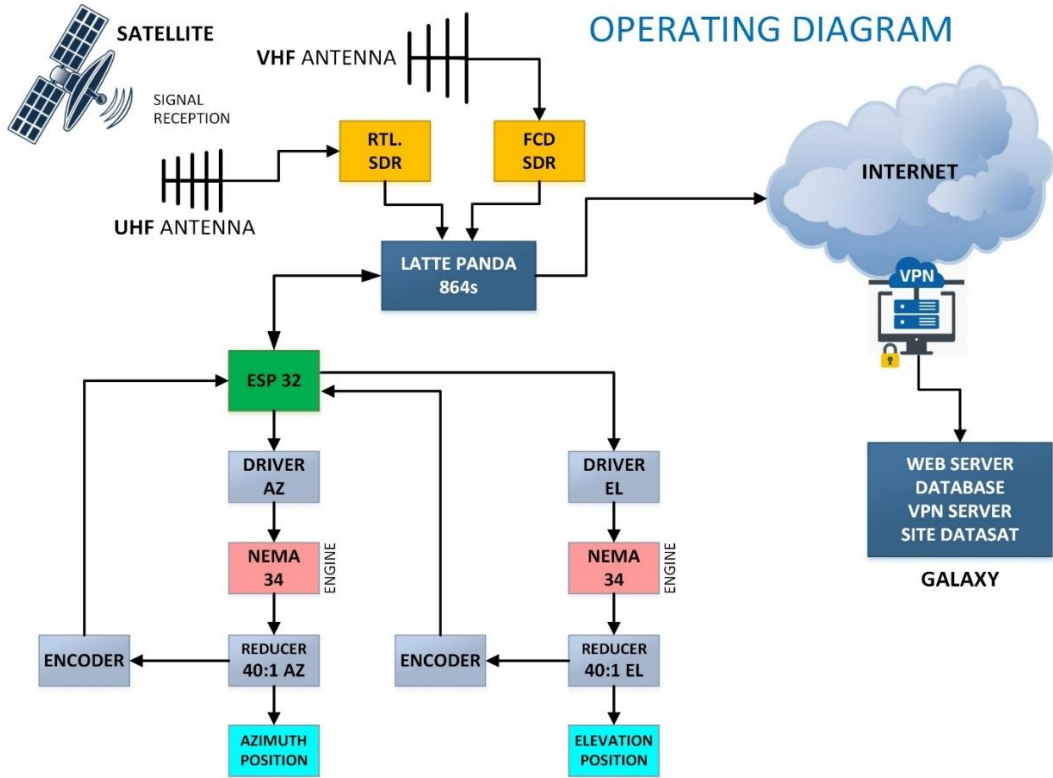 OPERATING DIAGRAM
SATELLITE
SIGNAL
RECEPTION
VHF ANTENNA
RTL.
SDR
FCD
SDR
UHF ANTENNA
INTERNET
LATTE PANDA
864s
VPN
ESP 32
DRIVER
AZ
DRIVER
EL
WEB SERVER
DATABASE
VPN SERVER
SITE DATASAT
GALAXY
NEMA
34
ENGINE
NEMA
34
ENGINE
ENCODER
REDUCER
40:1 AZ
ENCODER
REDUCER
40:1 EL
AZIMUTH
POSITION
ELEVATION
POSITION